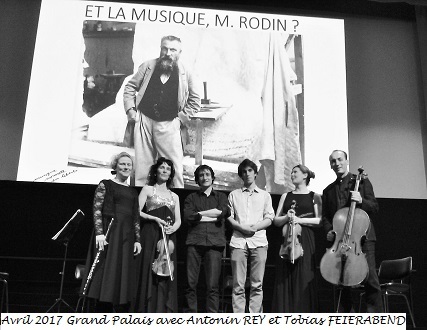 ET LA MUSIQUE, M. RODIN ?
Avril 2017 Grand Palais avec Antonin REY et Tobias FEIERABEND